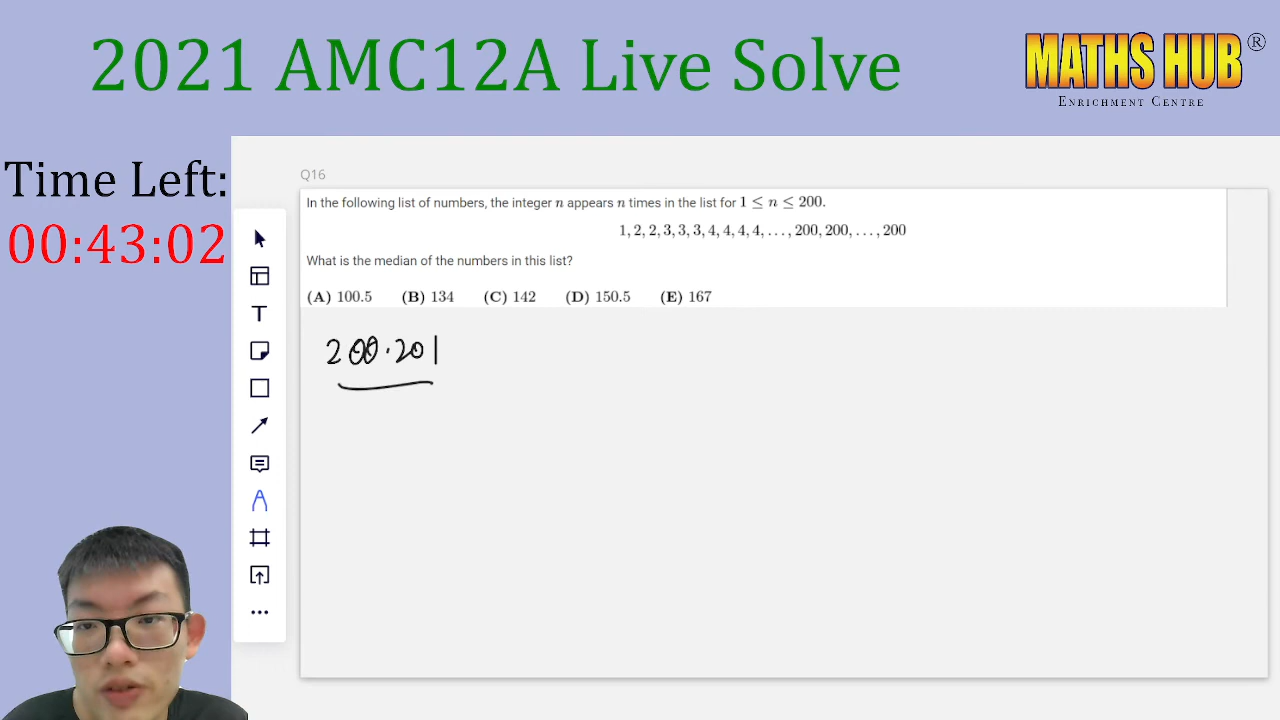 2021 AMC12A Live Solve
MATHS HUB®
ENRICHMENT CENTRE
Time Left:
00:43:02
Q16
In the following list of numbers, the integer n appears n times in the list for 1 ≤ n ≤ 200.
1, 2, 2, 3, 3, 3, 4, 4, 4, 4, . . . , 200, 200, . . . , 200
What is the median of the numbers in this list?
(A) 100.5 (B) 134 (C) 142 (D) 150.5 (E) 167
200·201